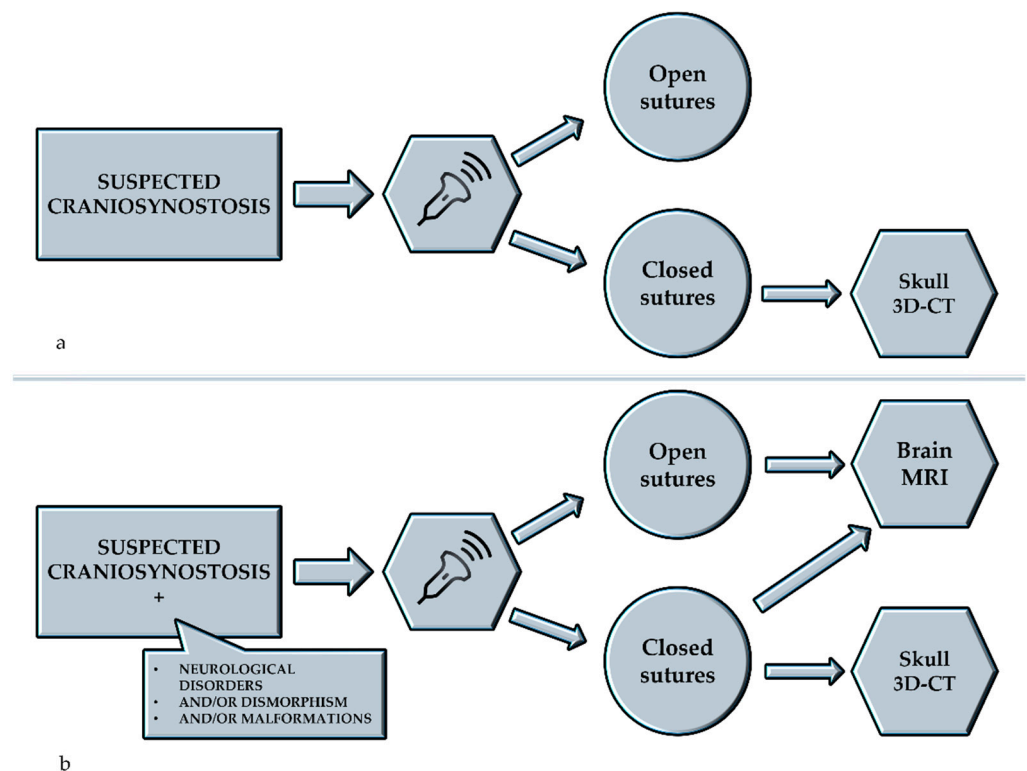 Open
sutures
SUSPECTED
CRANIOSYNOSTOSIS
Closed
sutures
Skull
3D-CT
a
Open
sutures
Brain
MRI
SUSPECTED
CRANIOSYNOSTOSIS
+
Closed
sutures
Skull
3D-CT
• NEUROLOGICAL
DISORDERS
• AND/OR DISMORPHISM
• AND/OR MALFORMATIONS
b